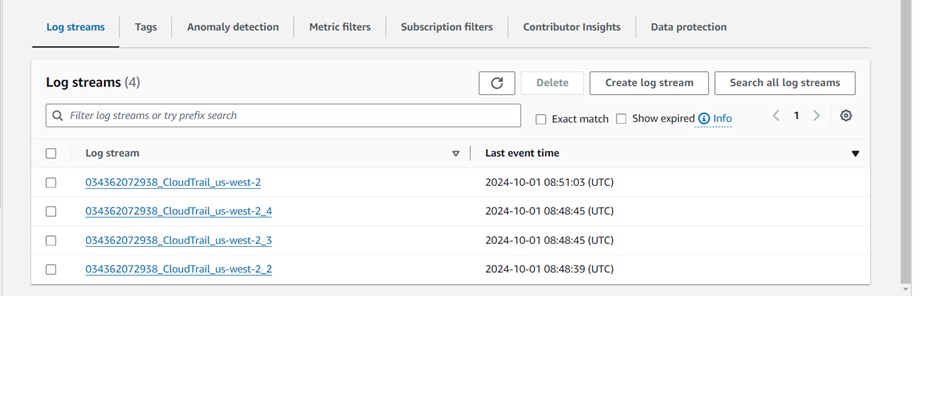 Log streams Tags Anomaly detection Metric filters Subscription filters Contributor Insights Data protection
Log streams (4) Delete Create log stream Search all log streams
Filter log streams or try prefix search Exact match Show expired Info 1
Log stream Last event time
034362072938_CloudTrail_us-west-2 2024-10-01 08:51:03 (UTC)
034362072938_CloudTrail_us-west-2_4 2024-10-01 08:48:45 (UTC)
034362072938_CloudTrail_us-west-2_3 2024-10-01 08:48:45 (UTC)
034362072938_CloudTrail_us-west-2_2 2024-10-01 08:48:39 (UTC)